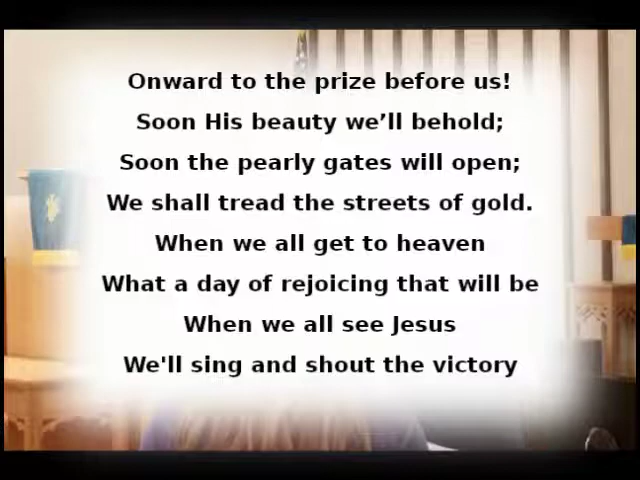 Onward to the prize before us!
Soon His beauty we’ll behold;
Soon the pearly gates will open;
We shall tread the streets of gold.
When we all get to heaven
What a day of rejoicing that will be
When we all see Jesus
We'll sing and shout the victory